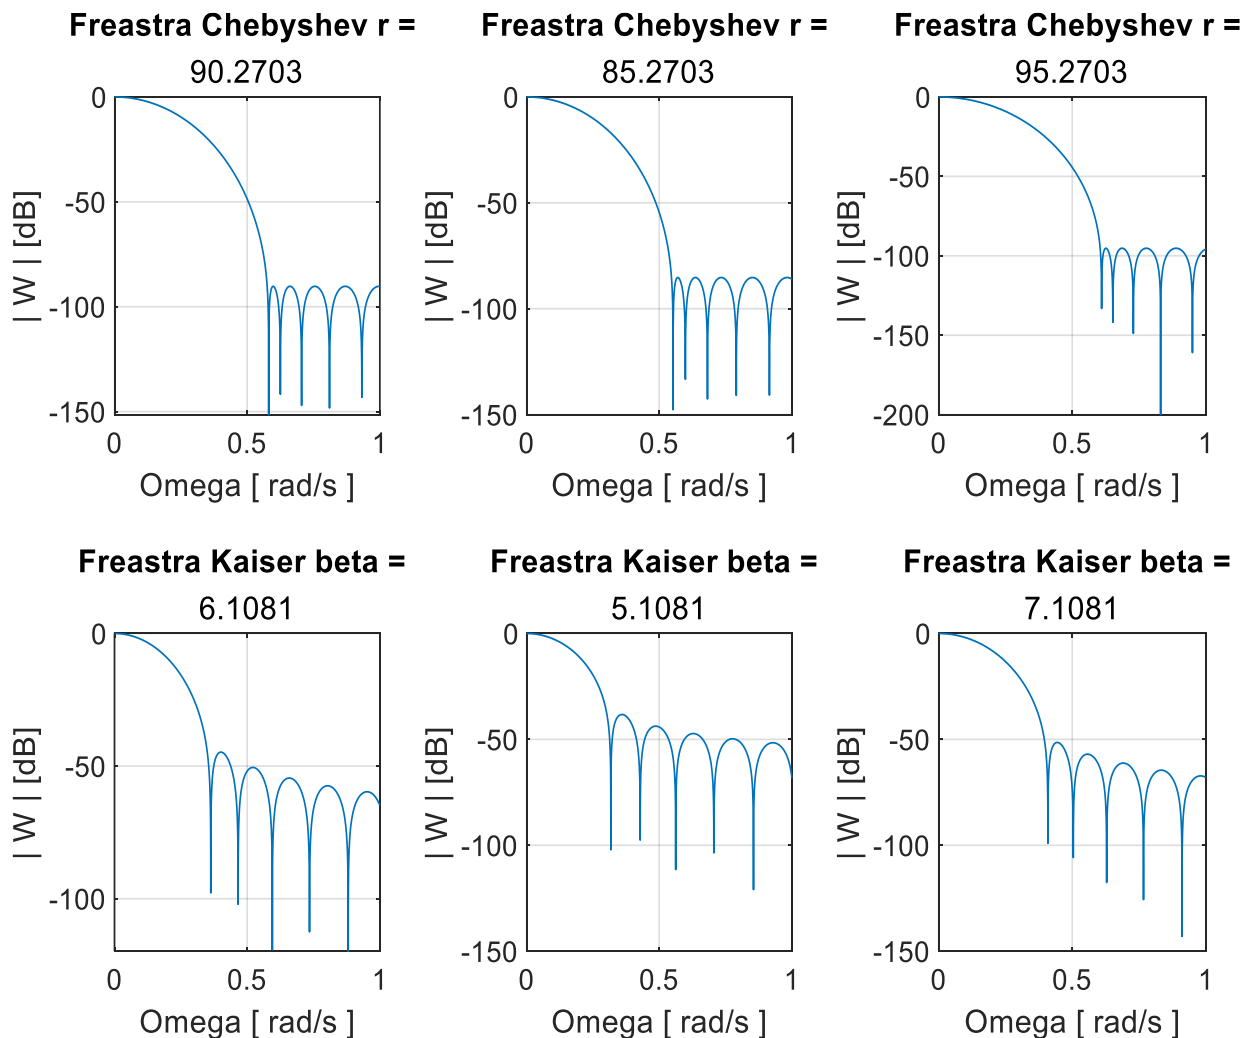 Freastra Chebyshev r =
90.2703
0
-50
-100
-150
0
0.5
1
| W | [dB]
Omega [ rad/s ]
Freastra Chebyshev r =
85.2703
0
-50
-100
-150
0
0.5
1
| W | [dB]
Omega [ rad/s ]
Freastra Chebyshev r =
95.2703
0
-50
-100
-150
-200
0
0.5
1
| W | [dB]
Omega [ rad/s ]
Freastra Kaiser beta =
6.1081
0
-50
-100
0
0.5
1
| W | [dB]
Omega [ rad/s ]
Freastra Kaiser beta =
5.1081
0
-50
-100
-150
0
0.5
1
| W | [dB]
Omega [ rad/s ]
Freastra Kaiser beta =
7.1081
0
-50
-100
-150
0
0.5
1
| W | [dB]
Omega [ rad/s ]